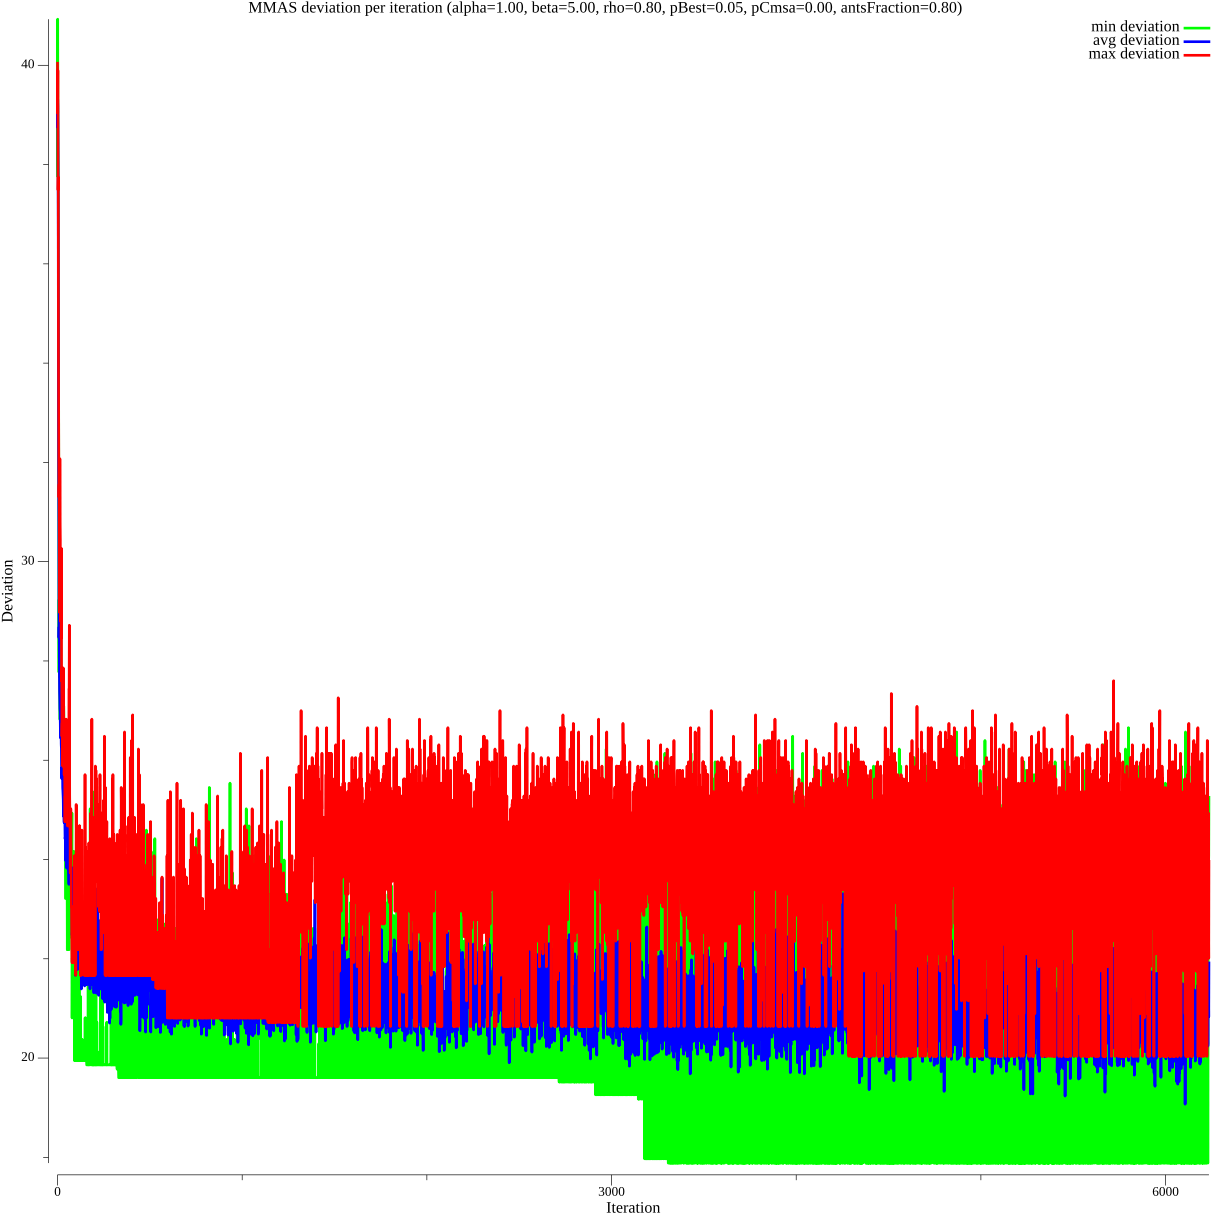 MMAS deviation per iteration (alpha=1.00, beta=5.00, rho=0.80, pBest=0.05, pCmsa=0.00, antsFraction=0.80)
min deviation
avg deviation
max deviation
40
30
20
Deviation
0
3000
6000
Iteration